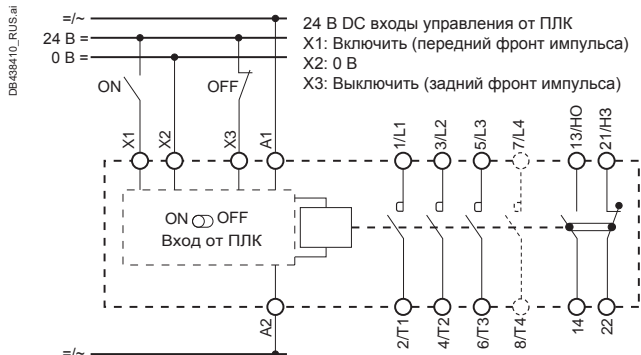 DB438410_RUS.ai
=/~
24 В =
0 В =
24 В DC входы управления от ПЛК
X1: Включить (передний фронт импульса)
X2: 0 В
X3: Выключить (задний фронт импульса)
ON
OFF
X1
X2
X3
A1
1/L1
3/L2
5/L3
7/L4
13/НО
21/НЗ
ON OFF
Вход от ПЛК
A2
2/T1
4/T2
6/T3
8/T4
14
22
=/~